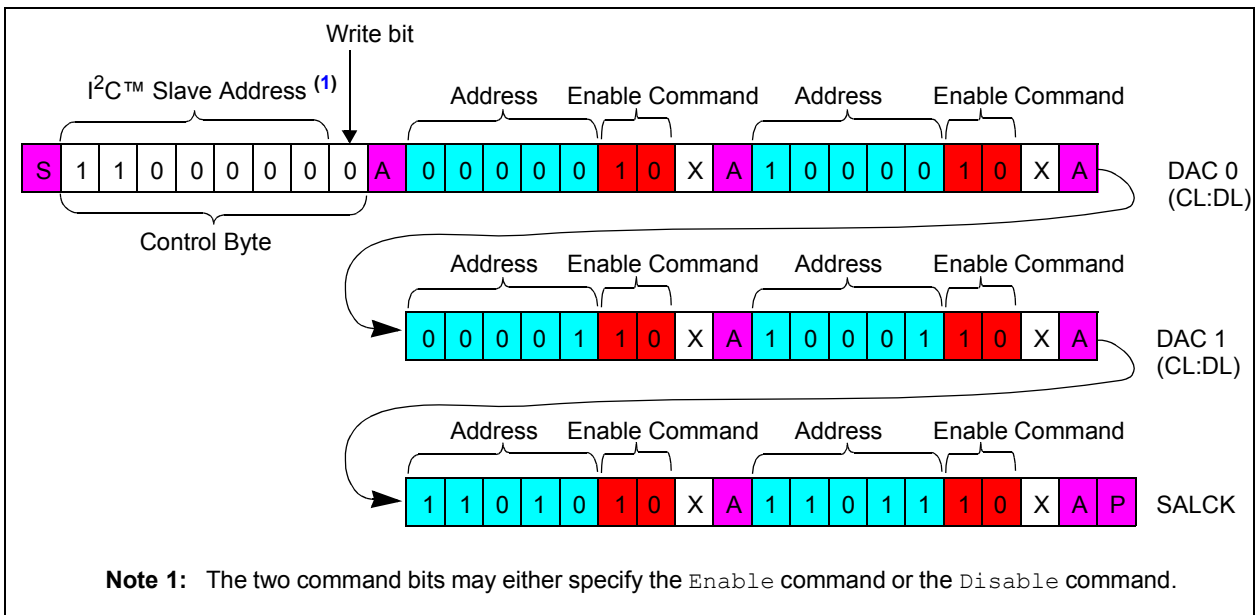 Write bit
I²C™ Slave Address (1)
Address Enable Command Address Enable Command
S 1 1 0 0 0 0 0 0 A 0 0 0 0 0 1 0 X A 1 0 0 0 0 1 0 X A DAC 0
(CL:DL)
Control Byte
Address Enable Command Address Enable Command
0 0 0 0 1 1 0 X A 1 0 0 0 1 1 0 X A DAC 1
(CL:DL)
Address Enable Command Address Enable Command
1 1 0 1 0 1 0 X A 1 1 0 1 1 1 0 X A P SALCK
Note 1: The two command bits may either specify the Enable command or the Disable command.